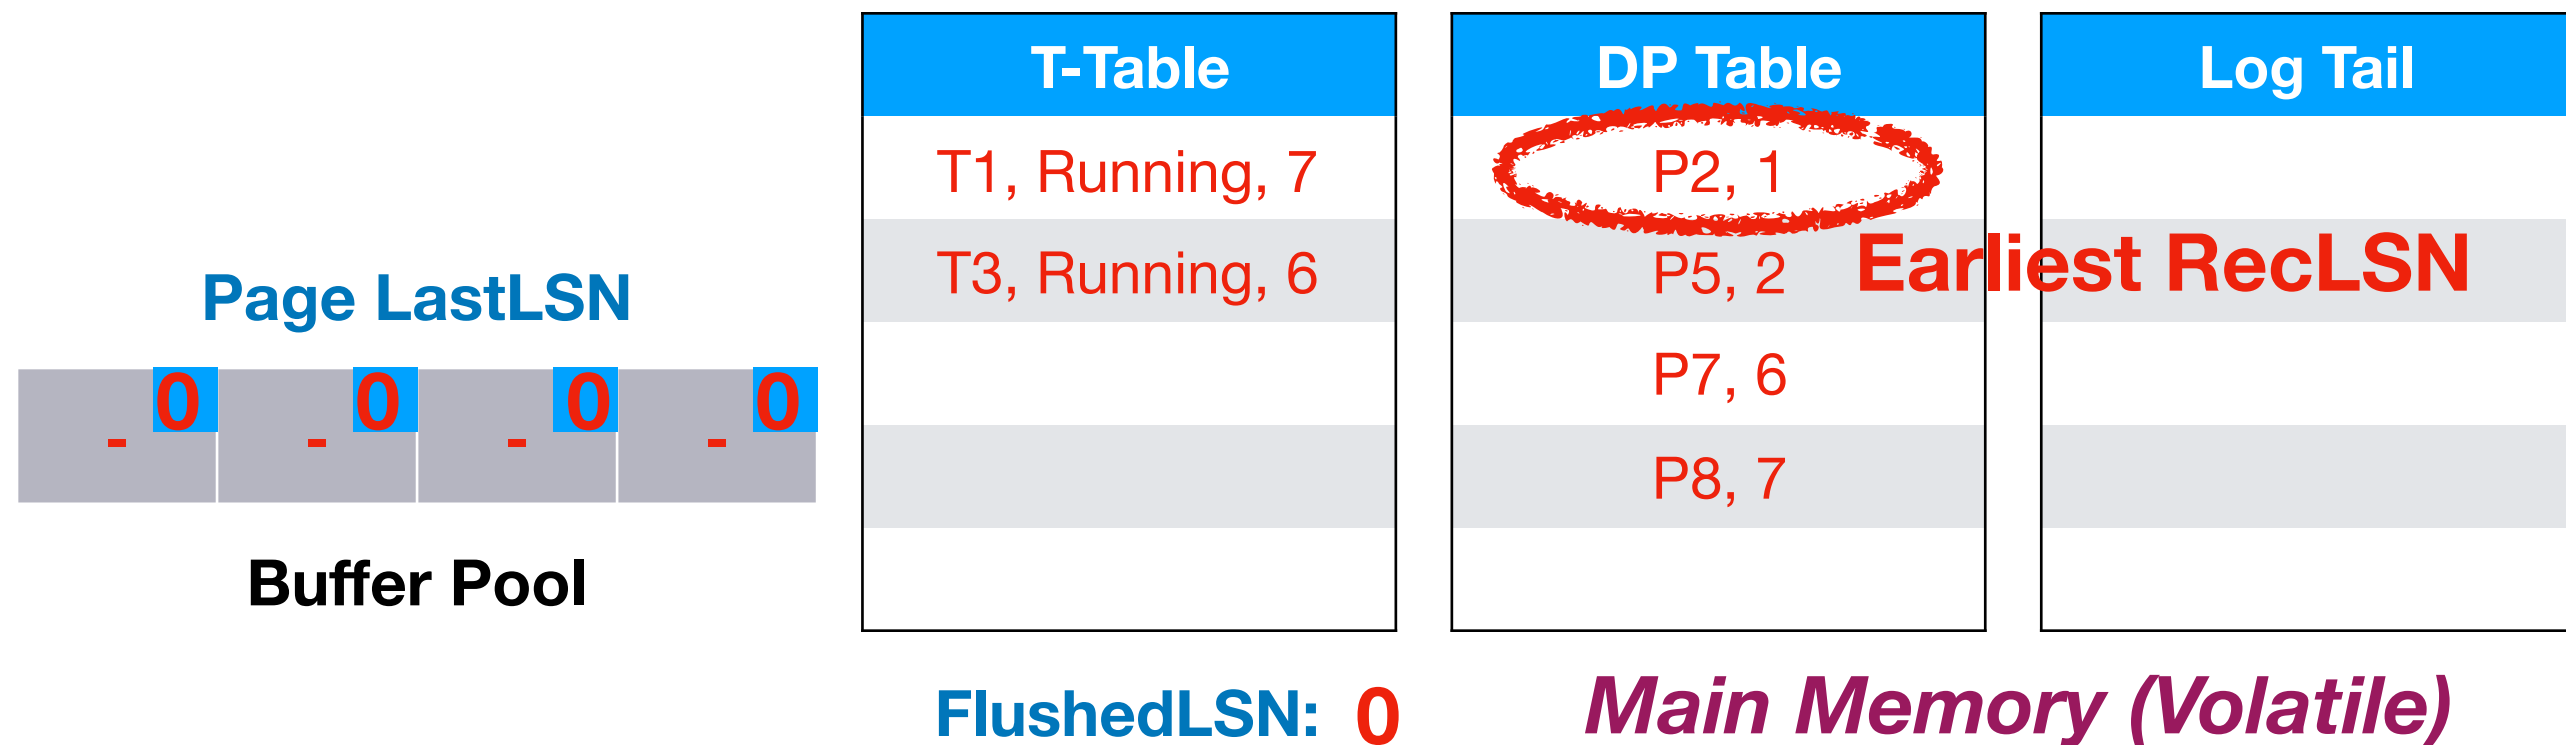 T-Table
DP Table
Log Tail
T1, Running, 7
P2, 1
T3, Running, 6
P5, 2
Earliest RecLSN
Page LastLSN
P7, 6
0 0 0 0
- - - -
P8, 7
Buffer Pool
FlushedLSN: 0
Main Memory (Volatile)